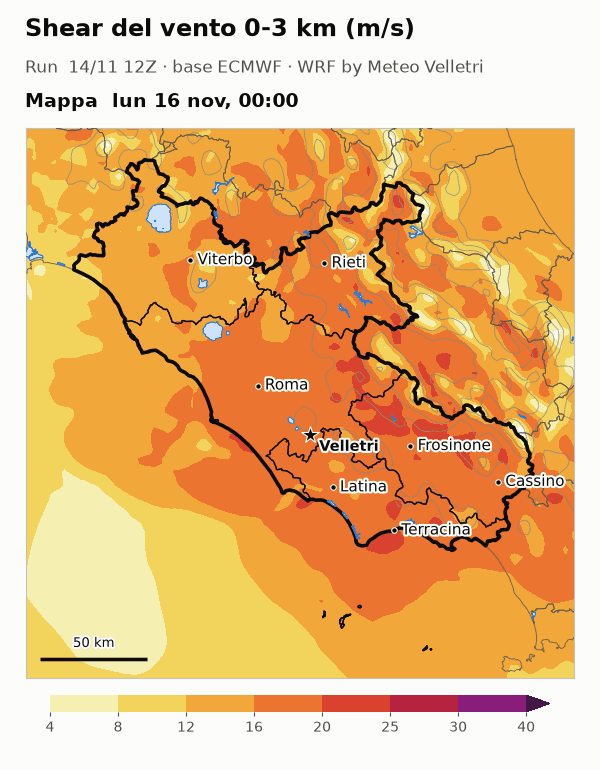 Shear del vento 0-3 km (m/s)
Run  14/11 12Z · base ECMWF · WRF by Meteo Velletri
Mappa  lun 16 nov, 00:00
Viterbo
Rieti
Roma
Velletri
Frosinone
Latina
Cassino
Terracina
50 km
4 8 12 16 20 25 30 40